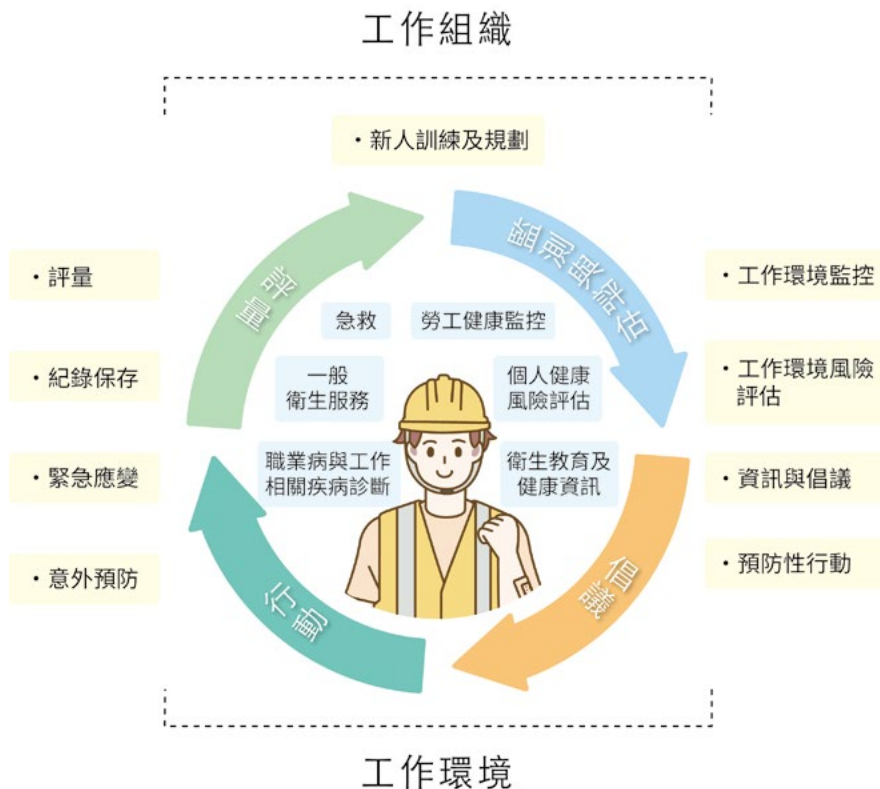 工作組織
・新人訓練及規劃
監測與評估
・評量
・工作環境監控
急救
勞工健康監控
・紀錄保存
一般
衛生服務
個人健康
風險評估
・工作環境風險
評估
・緊急應變
職業病與工作
相關疾病診斷
衛生教育及
健康資訊
・資訊與倡議
・意外預防
・預防性行動
行動
倡議
工作環境